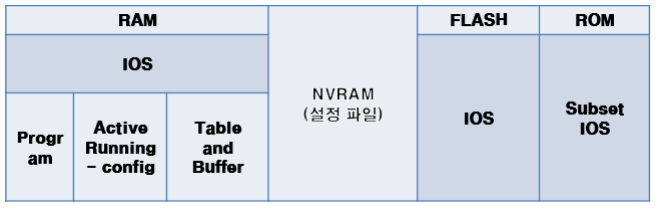 RAM
FLASH
ROM
IOS
NVRAM
(설정 파일)
IOS
Subset
IOS
Progr
am
Active
Running
- config
Table
and
Buffer